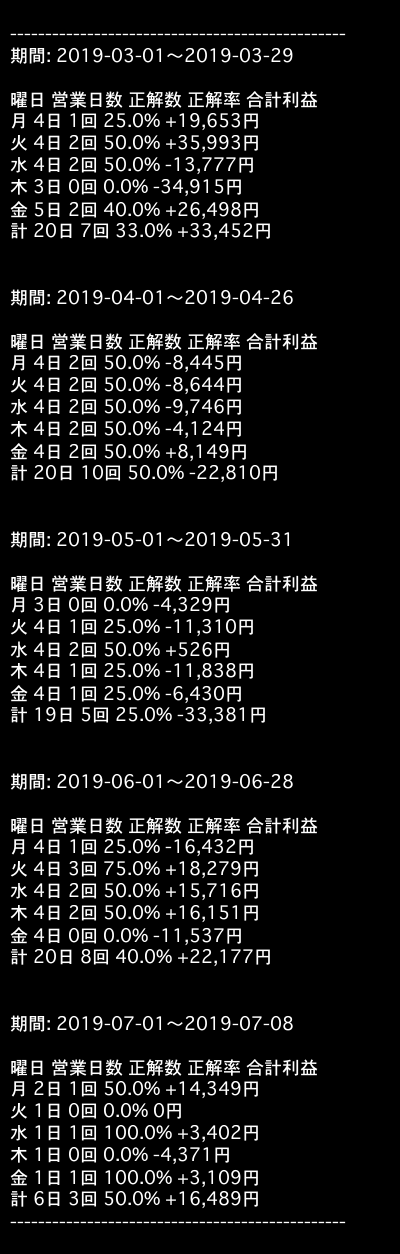 ------------------------------------------------
期間: 2019-03-01〜2019-03-29
曜日 営業日数 正解数 正解率 合計利益
月 4日 1回 25.0% +19,653円
火 4日 2回 50.0% +35,993円
水 4日 2回 50.0% -13,777円
木 3日 0回 0.0% -34,915円
金 5日 2回 40.0% +26,498円
計 20日 7回 33.0% +33,452円
期間: 2019-04-01〜2019-04-26
曜日 営業日数 正解数 正解率 合計利益
月 4日 2回 50.0% -8,445円
火 4日 2回 50.0% -8,644円
水 4日 2回 50.0% -9,746円
木 4日 2回 50.0% -4,124円
金 4日 2回 50.0% +8,149円
計 20日 10回 50.0% -22,810円
期間: 2019-05-01〜2019-05-31
曜日 営業日数 正解数 正解率 合計利益
月 3日 0回 0.0% -4,329円
火 4日 1回 25.0% -11,310円
水 4日 2回 50.0% +526円
木 4日 1回 25.0% -11,838円
金 4日 1回 25.0% -6,430円
計 19日 5回 25.0% -33,381円
期間: 2019-06-01〜2019-06-28
曜日 営業日数 正解数 正解率 合計利益
月 4日 1回 25.0% -16,432円
火 4日 3回 75.0% +18,279円
水 4日 2回 50.0% +15,716円
木 4日 2回 50.0% +16,151円
金 4日 0回 0.0% -11,537円
計 20日 8回 40.0% +22,177円
期間: 2019-07-01〜2019-07-08
曜日 営業日数 正解数 正解率 合計利益
月 2日 1回 50.0% +14,349円
火 1日 0回 0.0% 0円
水 1日 1回 100.0% +3,402円
木 1日 0回 0.0% -4,371円
金 1日 1回 100.0% +3,109円
計 6日 3回 50.0% +16,489円
------------------------------------------------